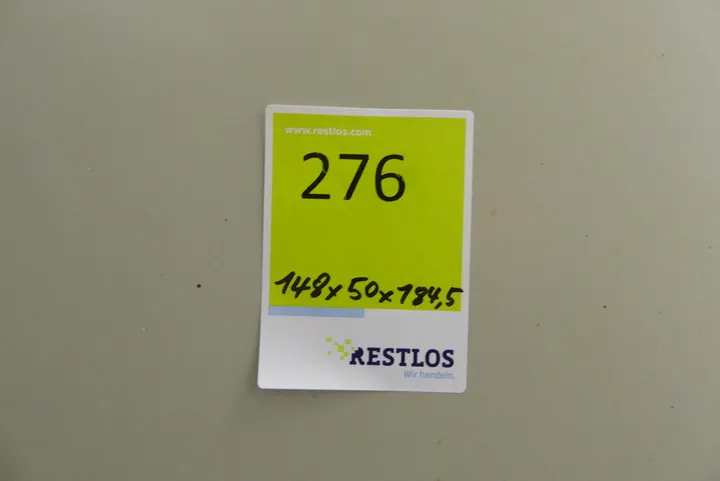 www.restlos.com
276
148x50x184,5
RESTLOS
Wir handeln.